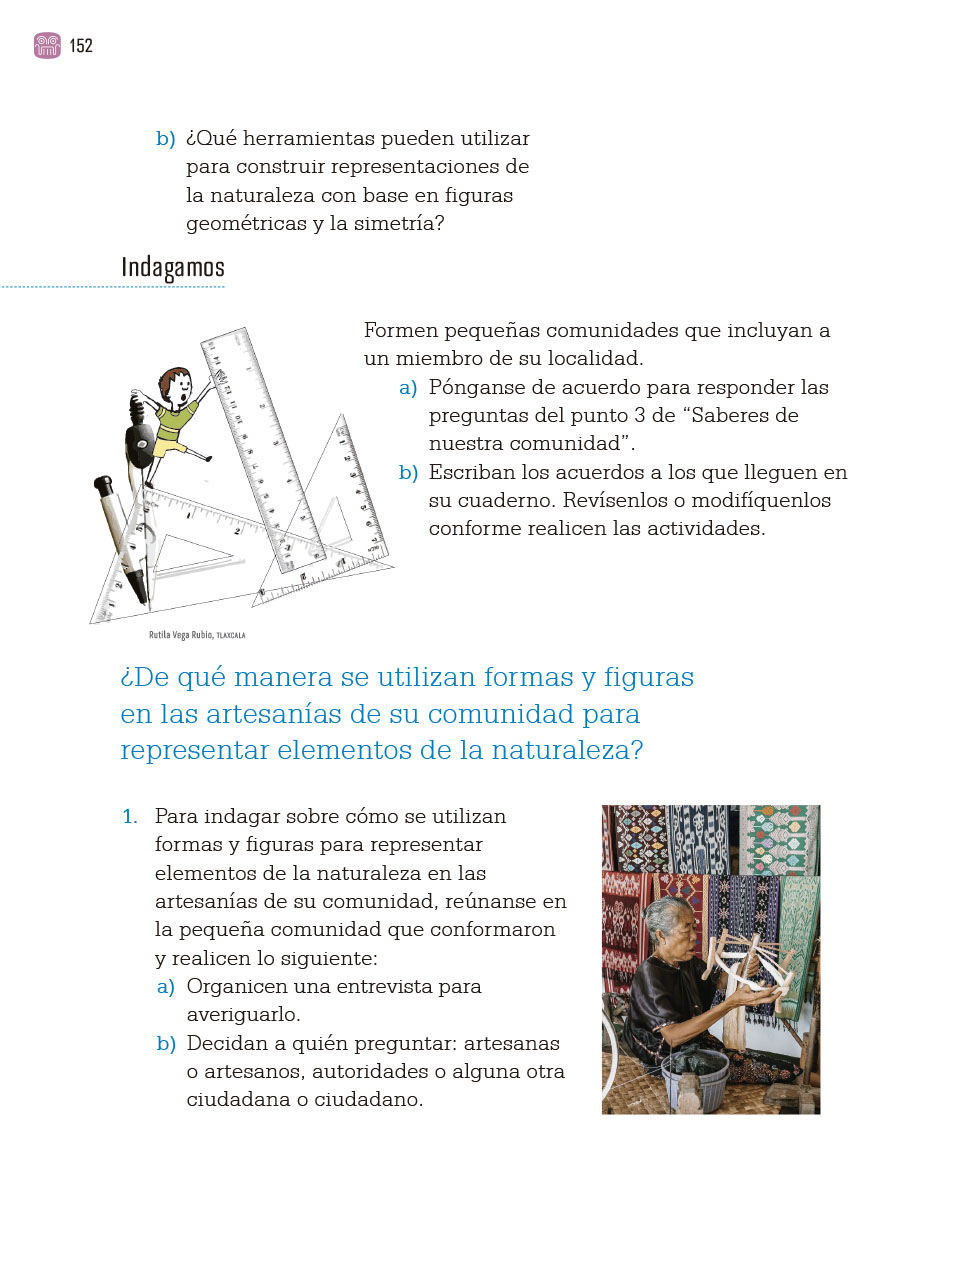 152
b) ¿Qué herramientas pueden utilizar
para construir representaciones de
la naturaleza con base en figuras
geométricas y la simetría?
Indagamos
Formen pequeñas comunidades que incluyan a
un miembro de su localidad.
a) Pónganse de acuerdo para responder las
preguntas del punto 3 de “Saberes de
nuestra comunidad”.
b) Escriban los acuerdos a los que lleguen en
su cuaderno. Revísenlos o modifíquenlos
conforme realicen las actividades.
Rutila Vega Rubio, TLAXCALA
¿De qué manera se utilizan formas y figuras
en las artesanías de su comunidad para
representar elementos de la naturaleza?
1. Para indagar sobre cómo se utilizan
formas y figuras para representar
elementos de la naturaleza en las
artesanías de su comunidad, reúnanse en
la pequeña comunidad que conformaron
y realicen lo siguiente:
a) Organicen una entrevista para
averiguarlo.
b) Decidan a quién preguntar: artesanas
o artesanos, autoridades o alguna otra
ciudadana o ciudadano.